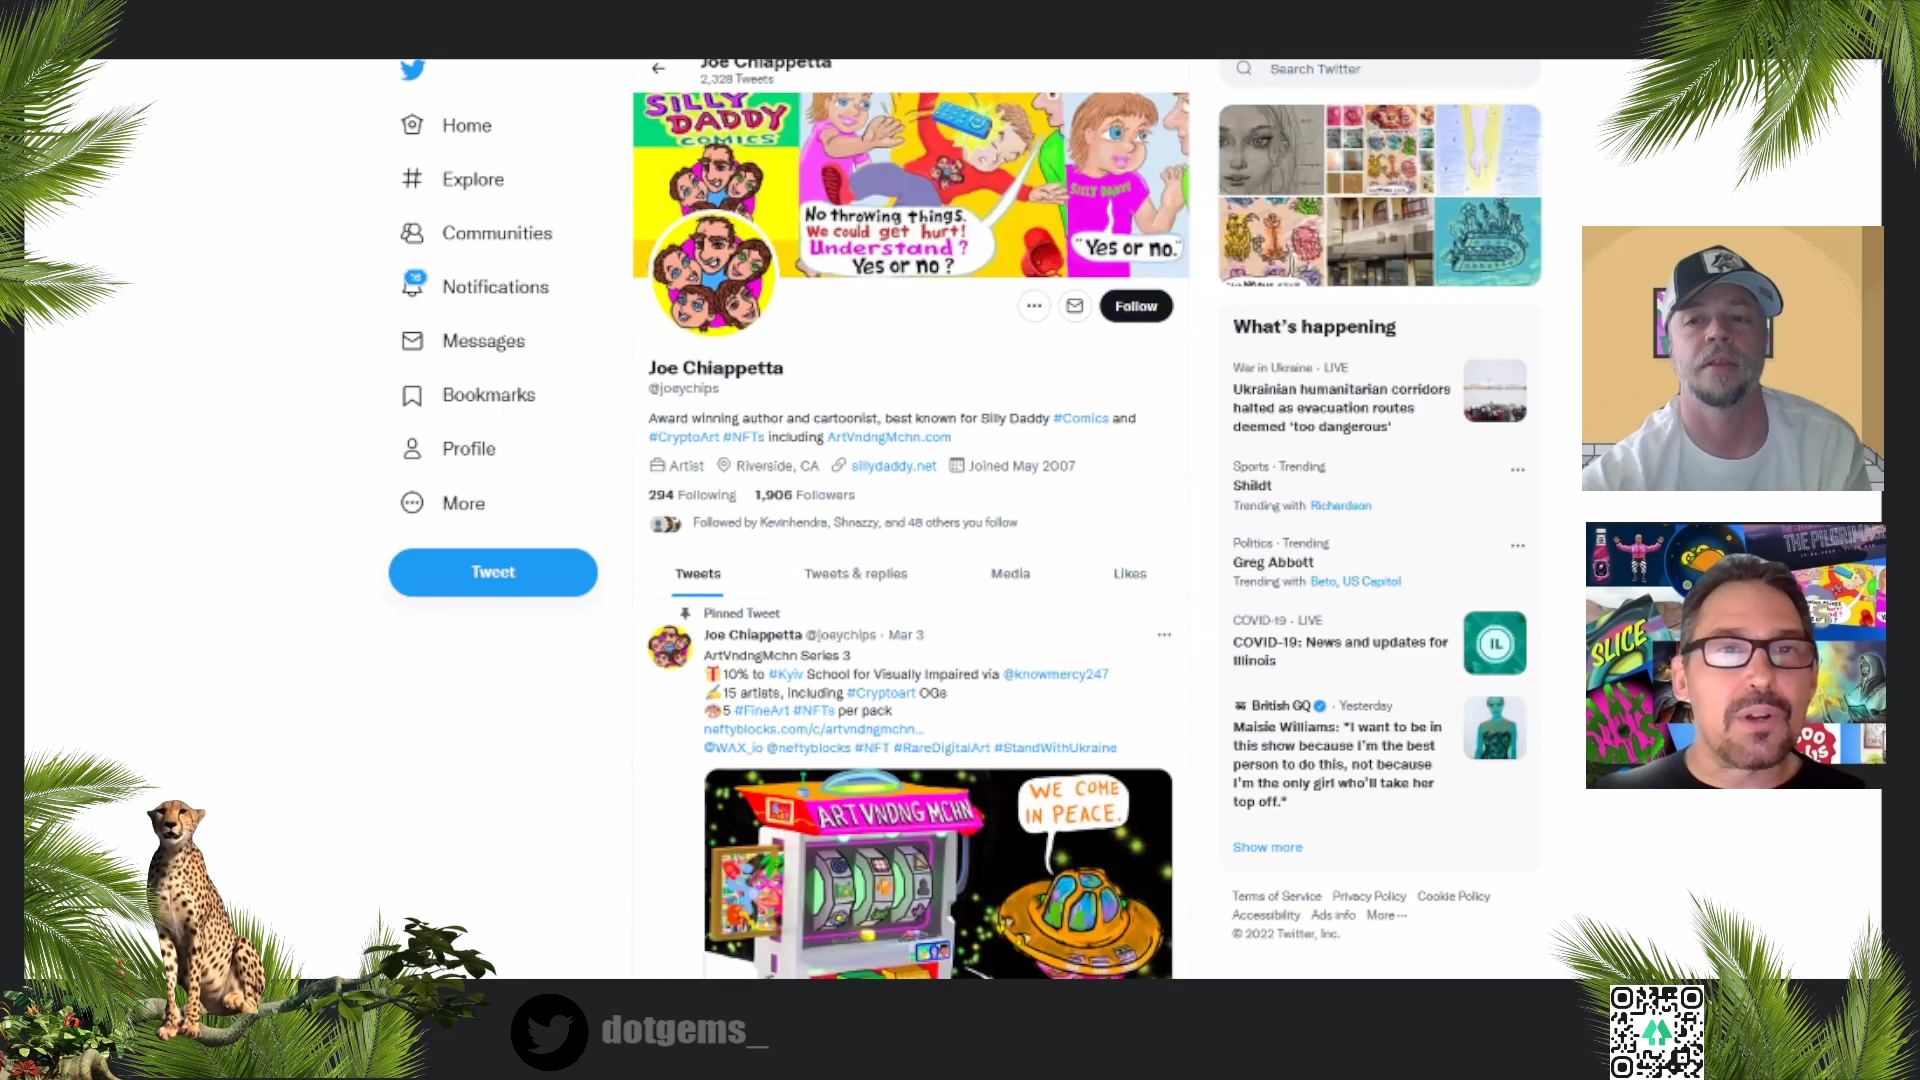 Joe Chiappetta
2,328 Tweets
Home
Explore
Communities
Notifications
Messages
Bookmarks
Profile
More
Tweet
SILLY
DADDY
COMICS
No throwing things.
We could get hurt!
Understand?
Yes or no?
SILLY DADDY
"Yes or no."
Follow
Joe Chiappetta
@joeychips
Award winning author and cartoonist, best known for Silly Daddy #Comics and
#CryptoArt #NFTs including ArtVndngMchn.com
Artist Riverside, CA sillydaddy.net Joined May 2007
294 Following 1,906 Followers
Followed by Kevinhendra, Shnazzy, and 48 others you follow
Tweets Tweets & replies Media Likes
Pinned Tweet
Joe Chiappetta @joeychips · Mar 3
ArtVndngMchn Series 3
10% to #Kyiv School for Visually Impaired via @knowmercy247
15 artists, including #Cryptoart OGs
5 #FineArt #NFTs per pack
neftyblocks.com/c/artvndngmchn...
@WAX_io @neftyblocks #NFT #RareDigitalArt #StandWithUkraine
ART VNDNG MCHN
WE COME
IN PEACE.
Search Twitter
What's happening
War in Ukraine · LIVE
Ukrainian humanitarian corridors
halted as evacuation routes
deemed 'too dangerous'
Sports · Trending
Shildt
Trending with Richardson
Politics · Trending
Greg Abbott
Trending with Beto, US Capitol
COVID-19 · LIVE
COVID-19: News and updates for
Illinois
IL
British GQ · Yesterday
Maisie Williams: "I want to be in
this show because I'm the best
person to do this, not because
I'm the only girl who'll take her
top off."
Show more
Terms of Service Privacy Policy Cookie Policy
Accessibility Ads info More
© 2022 Twitter, Inc.
THE PILGRIMAGE
SLICE
dotgems_